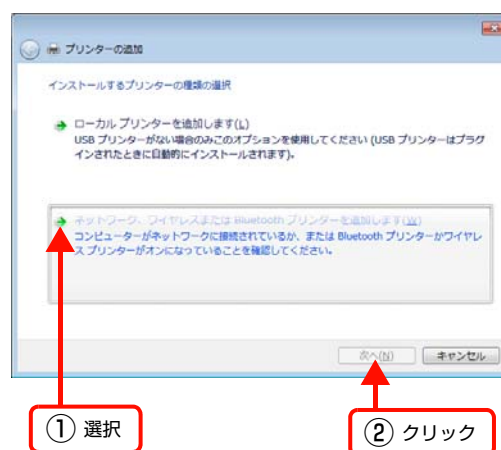 プリンターの追加
インストールするプリンターの種類の選択
ローカル プリンターを追加します(L)
USB プリンターがない場合のみこのオプションを使用してください (USB プリンターはプラグ
インされたときに自動的にインストールされます)。
ネットワーク、ワイヤレスまたは Bluetooth プリンターを追加します(W)
コンピューターがネットワークに接続されているか、または Bluetooth プリンターかワイヤレ
ス プリンターがオンになっていることを確認してください。
次へ(N) キャンセル
① 選択
② クリック